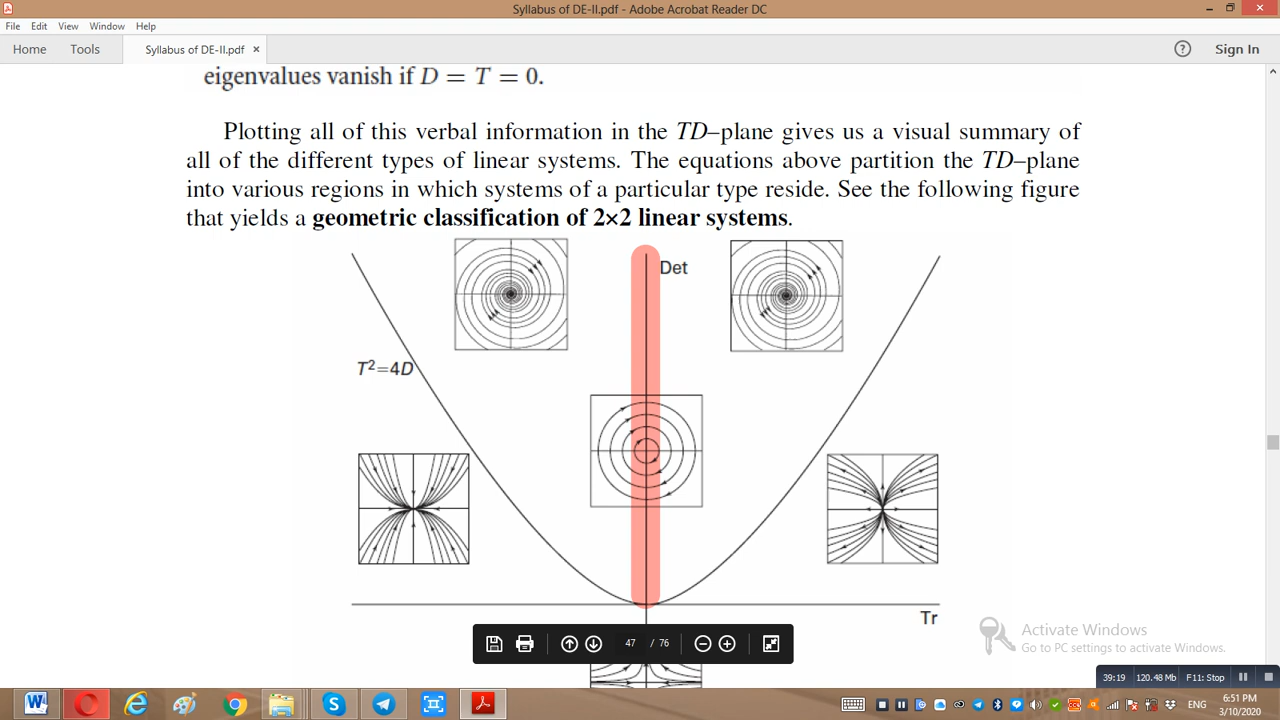 Syllabus of DE-II.pdf - Adobe Acrobat Reader DC
File Edit View Window Help
Home Tools Syllabus of DE-II.pdf × ? Sign In
eigenvalues vanish if D = T = 0.
Plotting all of this verbal information in the TD–plane gives us a visual summary of
all of the different types of linear systems. The equations above partition the TD–plane
into various regions in which systems of a particular type reside. See the following figure
that yields a geometric classification of 2×2 linear systems.
Det
T²=4D
Tr
47 / 76
Activate Windows
Go to PC settings to activate Windows.
39:19 120.48 Mb F11: Stop
ENG
6:51 PM
3/10/2020